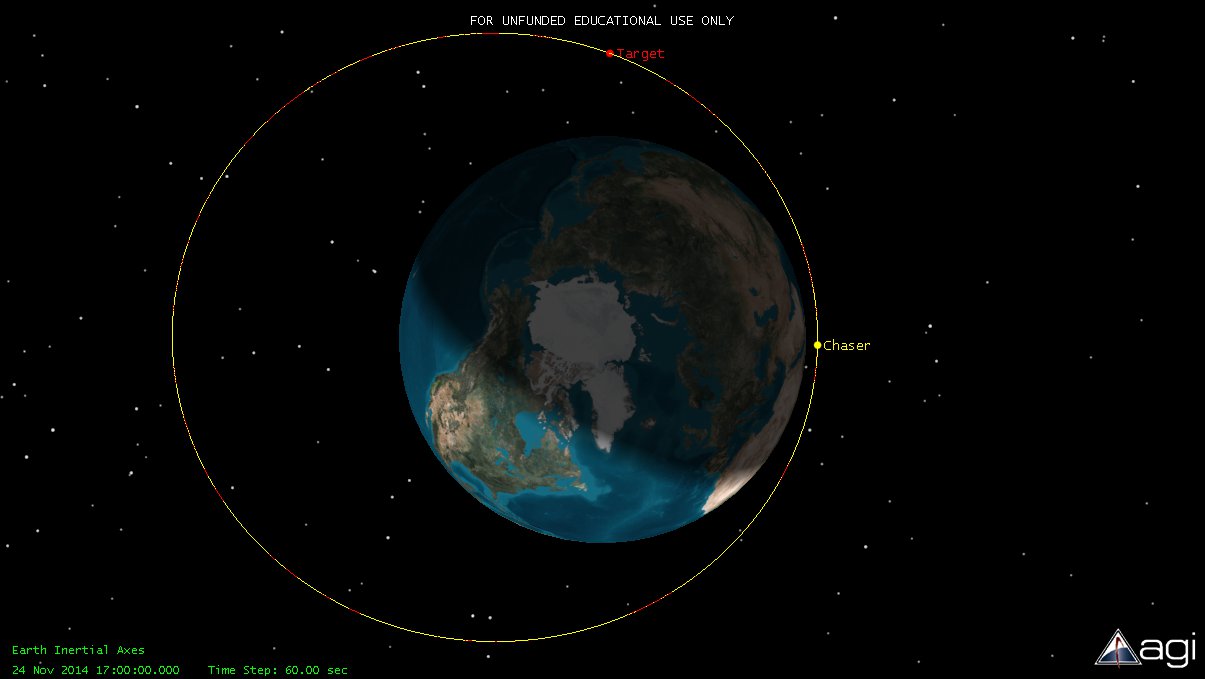 FOR UNFUNDED EDUCATIONAL USE ONLY
Target
Chaser
Earth Inertial Axes
24 Nov 2014 17:00:00.000    Time Step: 60.00 sec
agi